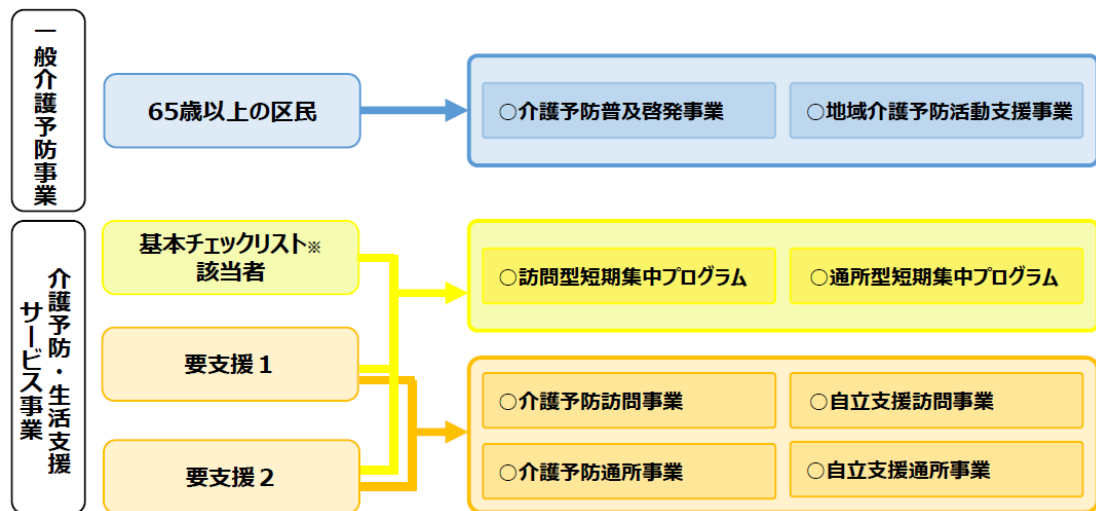 一般介護予防事業
65歳以上の区民
○介護予防普及啓発事業
○地域介護予防活動支援事業
介護予防・生活支援
サービス事業
基本チェックリスト※
該当者
○訪問型短期集中プログラム
○通所型短期集中プログラム
要支援１
要支援２
○介護予防訪問事業
○自立支援訪問事業
○介護予防通所事業
○自立支援通所事業